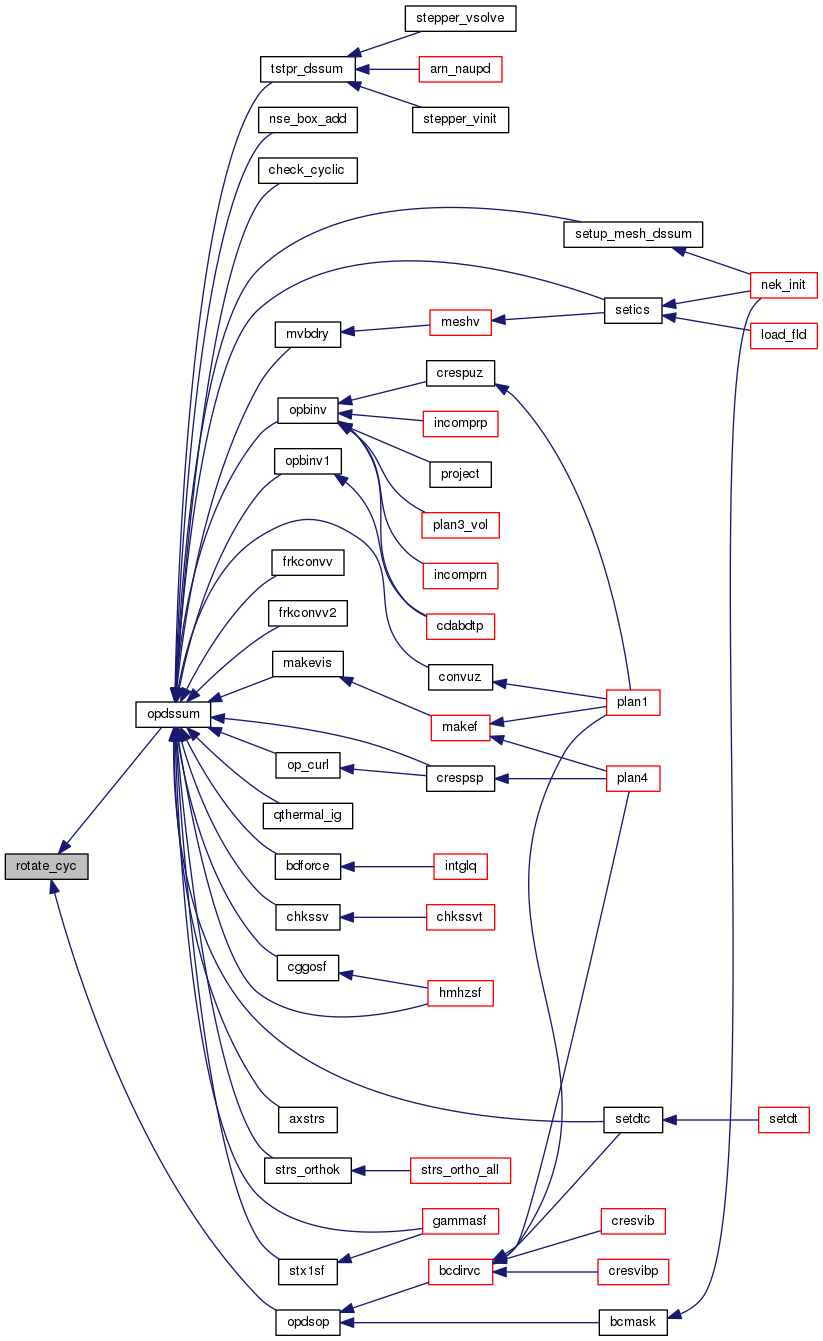 stepper_vsolve
tstpr_dssum
arn_naupd
stepper_vinit
nse_box_add
check_cyclic
setup_mesh_dssum
nek_init
setics
load_fld
meshv
mvbdry
crespuz
opbinv
incomprp
opbinv1
project
plan3_vol
frkconvv
incomprn
frkconvv2
cdabdtp
makevis
convuz
plan1
opdssum
makef
op_curl
crespsp
plan4
qthermal_ig
rotate_cyc
bdforce
intglq
chkssv
chkssvt
cggosf
hmhzsf
axstrs
setdtc
setdt
strs_orthok
strs_ortho_all
gammasf
cresvib
stx1sf
bcdirvc
cresvibp
opdsop
bcmask